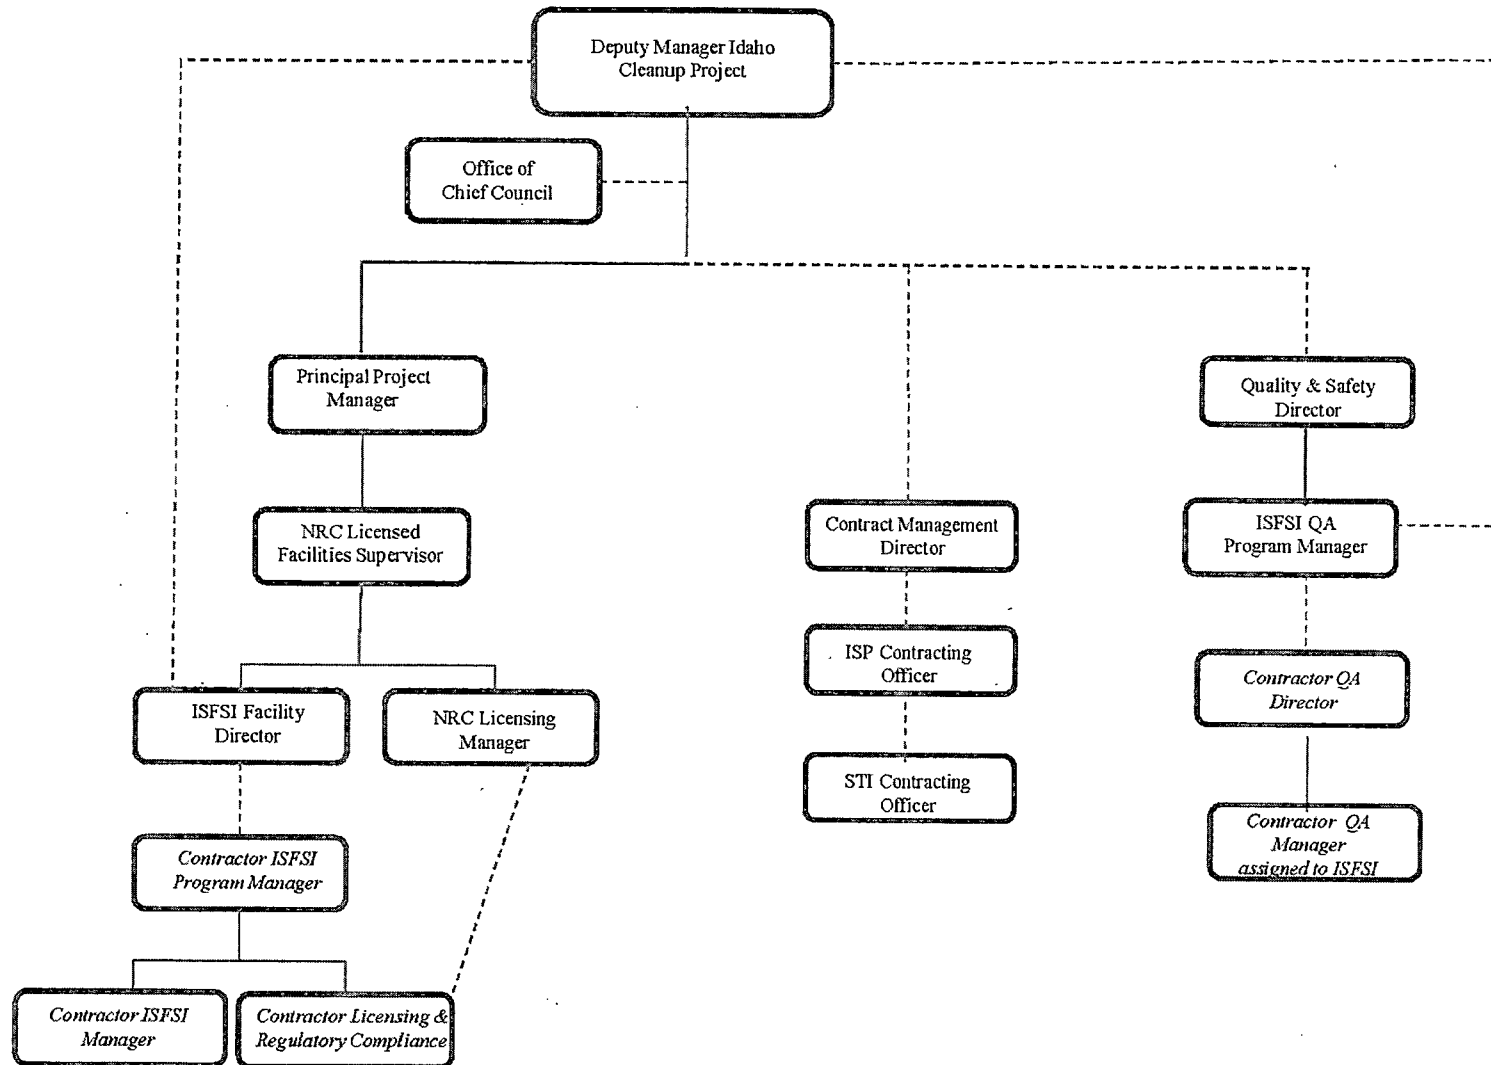 Deputy Manager Idaho
Cleanup Project
Office of
Chief Council
Principal Project
Manager
Quality & Safety
Director
NRC Licensed
Facilities Supervisor
Contract Management
Director
ISFSI QA
Program Manager
ISP Contracting
Officer
Contractor QA
Director
ISFSI Facility
Director
NRC Licensing
Manager
STI Contracting
Officer
Contractor QA
Manager
assigned to ISFSI
Contractor ISFSI
Program Manager
Contractor ISFSI
Manager
Contractor Licensing &
Regulatory Compliance